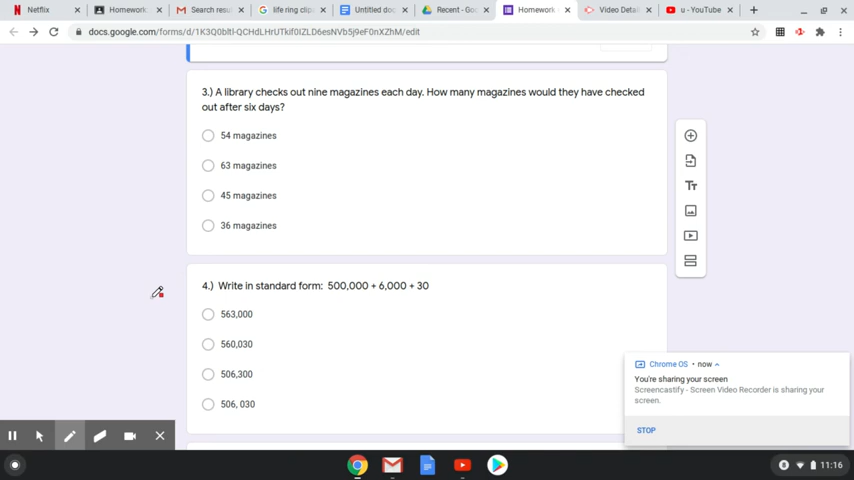 Netflix
Homework
Search resu
life ring clip
Untitled doc
Recent - Goo
Homework
Video Detai
u - YouTube
docs.google.com/forms/d/1K3Q0bltl-QCHdLHrUTkif0IZLD6esNVb5j9eF0nXZhM/edit
3.) A library checks out nine magazines each day. How many magazines would they have checked
out after six days?
54 magazines
63 magazines
45 magazines
36 magazines
4.) Write in standard form: 500,000 + 6,000 + 30
563,000
560,030
506,300
506, 030
Chrome OS • now
You're sharing your screen
Screencastify - Screen Video Recorder is sharing your
screen.
STOP
11:16